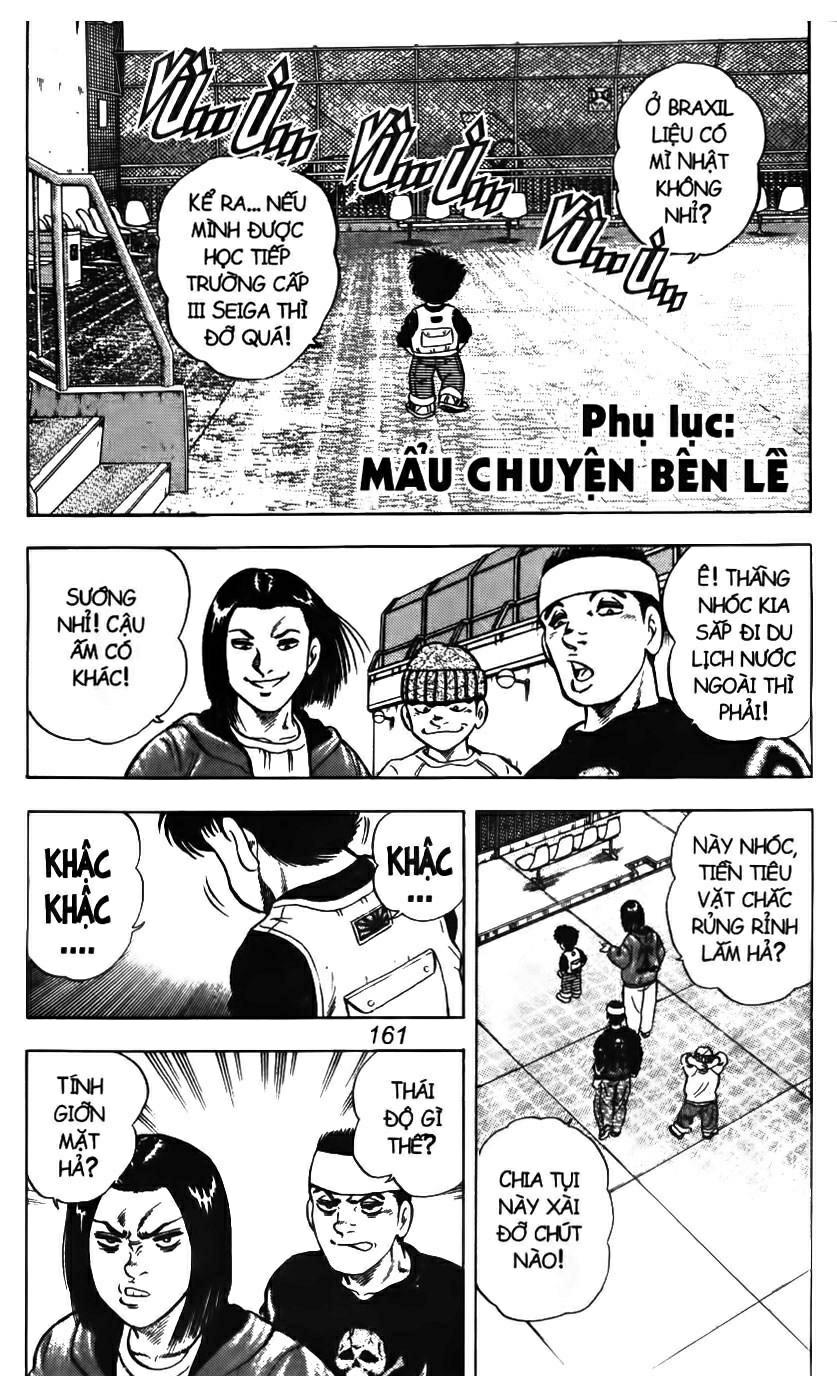 VÙ... Ủ...
VÙ... Ủ...
VÙ... Ủ...
Ở BRAXIL
LIỆU CÓ
MÌ NHẬT
KHÔNG
NHỈ?
KỂ RA... NẾU
MÌNH ĐƯỢC
HỌC TIẾP
TRƯỜNG CẤP
III SEIGA THÌ
ĐỠ QUÁ!
Phụ lục:
MẨU CHUYỆN BÊN LỀ
Ê! THẰNG
NHÓC KIA
SẮP ĐI DU
LỊCH NƯỚC
NGOÀI THÌ
PHẢI!
SƯỚNG
NHỈ! CẬU
ẤM CÓ
KHÁC!
KHẬC
KHẬC
....
KHẬC
...
NÀY NHÓC,
TIỀN TIÊU
VẶT CHẮC
RỦNG RỈNH
LẮM HẢ?
CHIA TỤI
NÀY XÀI
ĐỠ CHÚT
NÀO!
161
TÍNH
GIỠN
MẶT
HẢ?
THÁI
ĐỘ GÌ
THẾ?